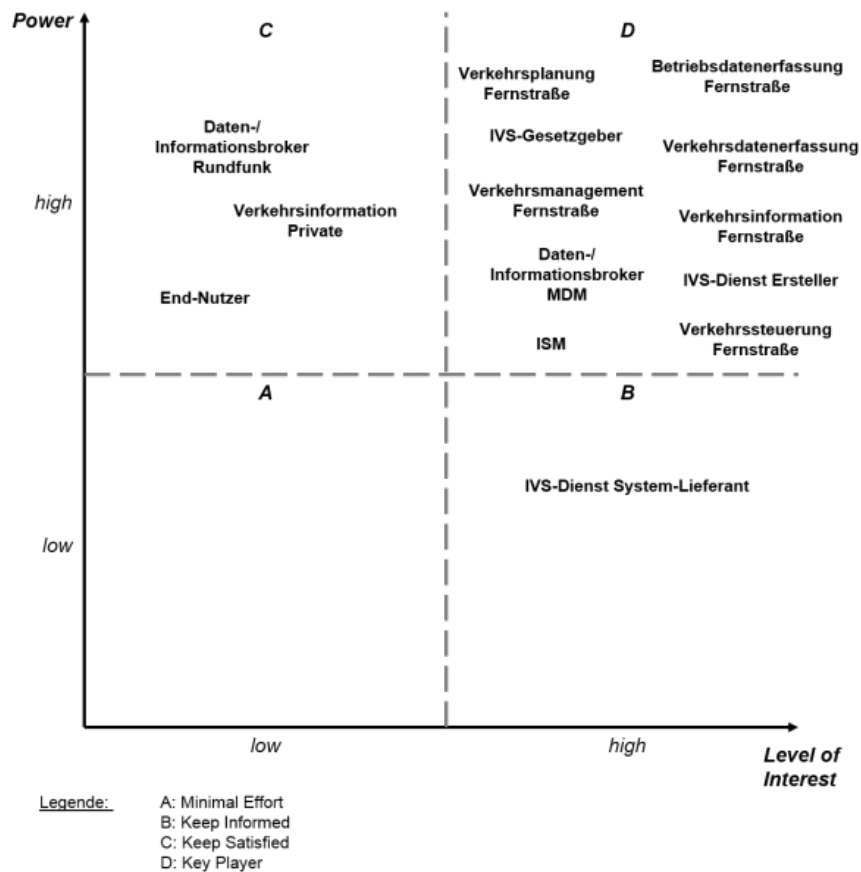 Power
C
D
Verkehrsplanung
Fernstraße
Betriebsdatenerfassung
Fernstraße
Daten-/
Informationsbroker
Rundfunk
IVS-Gesetzgeber
Verkehrsdatenerfassung
Fernstraße
high
Verkehrsinformation
Private
Verkehrsmanagement
Fernstraße
Verkehrsinformation
Fernstraße
Daten-/
Informationsbroker
MDM
IVS-Dienst Ersteller
End-Nutzer
ISM
Verkehrssteuerung
Fernstraße
A
B
IVS-Dienst System-Lieferant
low
low
high
Level of
Interest
Legende:
A: Minimal Effort
B: Keep Informed
C: Keep Satisfied
D: Key Player